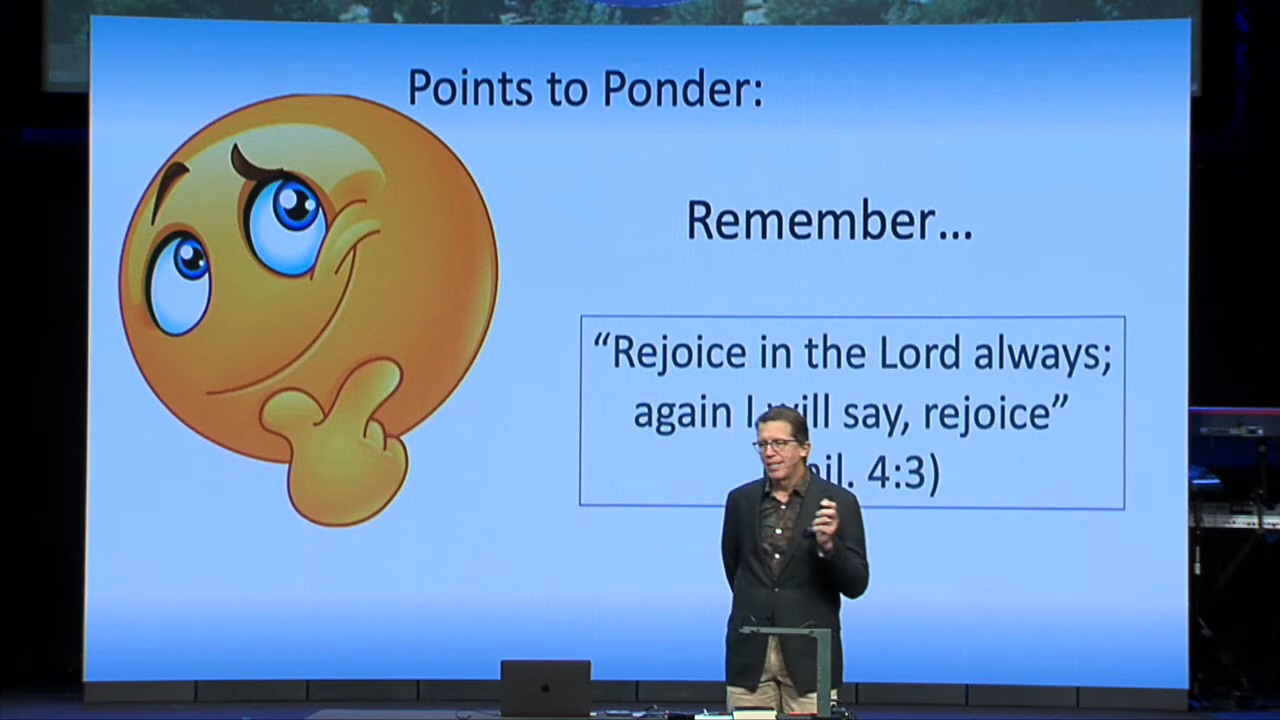 Points to Ponder:
Remember...
“Rejoice in the Lord always;
again I will say, rejoice”
4:3)